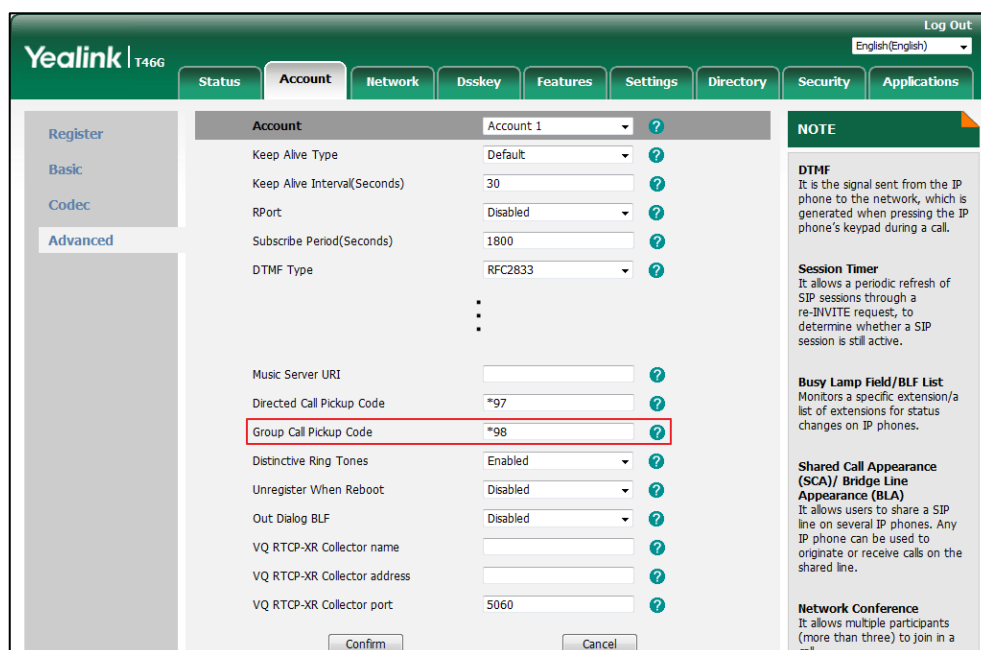 Log Out
Yealink T46G
English(English)
Status Account Network Dsskey Features Settings Directory Security Applications
Register
Basic
Codec
Advanced
Account Account 1 ?
Keep Alive Type Default ?
Keep Alive Interval(Seconds) 30 ?
RPort Disabled ?
Subscribe Period(Seconds) 1800 ?
DTMF Type RFC2833 ?
Music Server URI ?
Directed Call Pickup Code *97 ?
Group Call Pickup Code *98 ?
Distinctive Ring Tones Enabled ?
Unregister When Reboot Disabled ?
Out Dialog BLF Disabled ?
VQ RTCP-XR Collector name ?
VQ RTCP-XR Collector address ?
VQ RTCP-XR Collector port 5060 ?
Confirm Cancel
NOTE
DTMF
It is the signal sent from the IP
phone to the network, which is
generated when pressing the IP
phone's keypad during a call.
Session Timer
It allows a periodic refresh of
SIP sessions through a
re-INVITE request, to
determine whether a SIP
session is still active.
Busy Lamp Field/BLF List
Monitors a specific extension/a
list of extensions for status
changes on IP phones.
Shared Call Appearance
(SCA)/ Bridge Line
Appearance (BLA)
It allows users to share a SIP
line on several IP phones. Any
IP phone can be used to
originate or receive calls on the
shared line.
Network Conference
It allows multiple participants
(more than three) to join in a